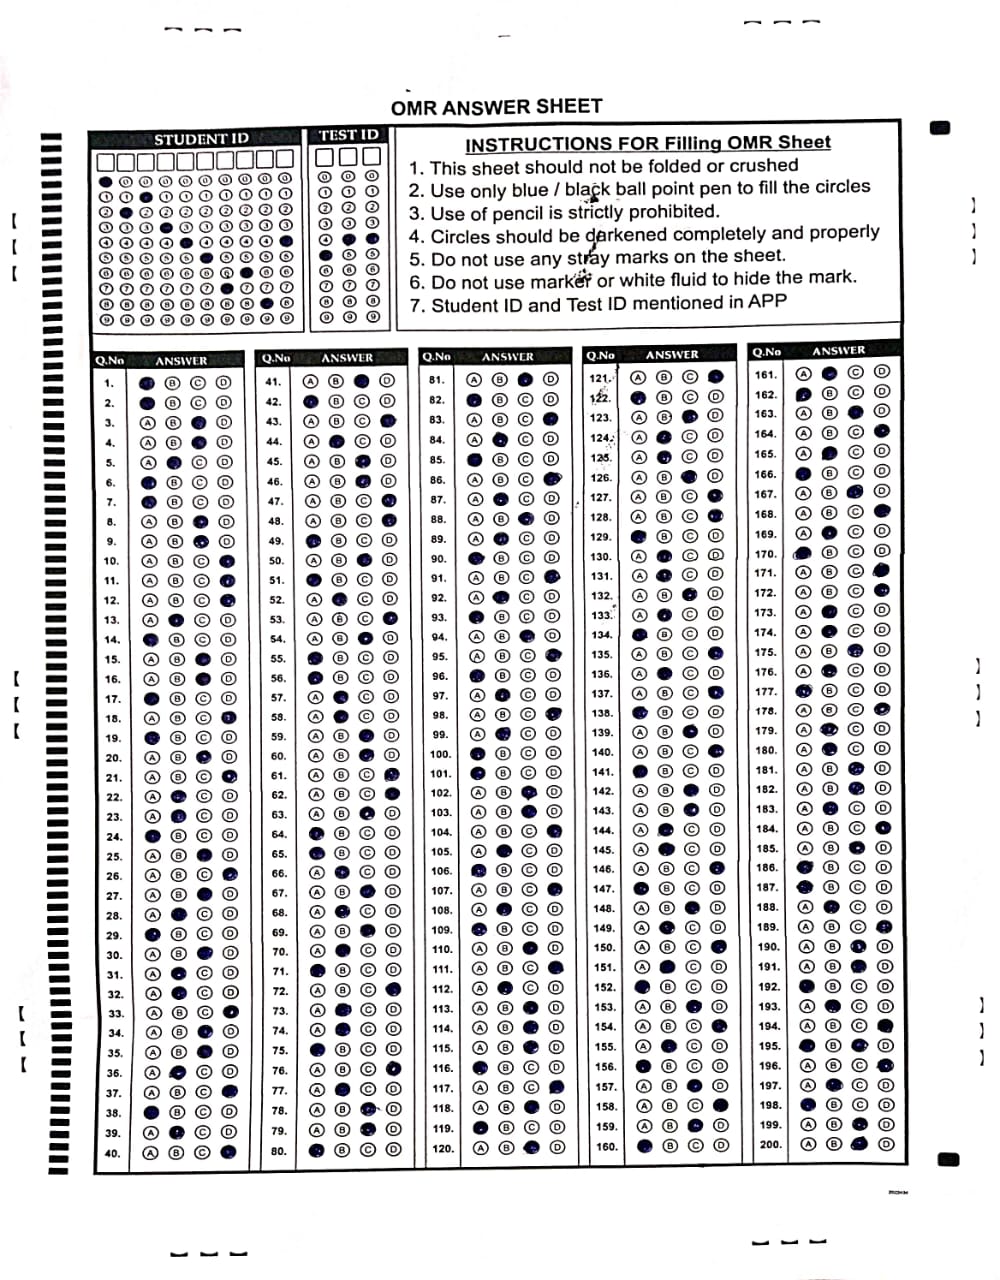 OMR ANSWER SHEET
STUDENT ID
TEST ID
INSTRUCTIONS FOR Filling OMR Sheet
1. This sheet should not be folded or crushed
2. Use only blue / black ball point pen to fill the circles
3. Use of pencil is strictly prohibited.
4. Circles should be darkened completely and properly
5. Do not use any stray marks on the sheet.
6. Do not use marker or white fluid to hide the mark.
7. Student ID and Test ID mentioned in APP
Q.No ANSWER Q.No ANSWER Q.No ANSWER Q.No ANSWER Q.No ANSWER
1. B C D 41. A B D 81. A B D 121. A B C 161. A C D
2. B C D 42. B C D 82. B C D 122. B C D 162. B C D
3. A B D 43. A B C 83. A B C 123. A B D 163. A B D
4. A B D 44. A C D 84. A C D 124. A C D 164. A B C
5. A C D 45. A B D 85. B C D 125. A C D 165. A C D
6. B C D 46. A B D 86. A B C 126. A B D 166. B C D
7. B C D 47. A B C 87. A C D 127. A B C 167. A B D
8. A B D 48. A B C 88. A B D 128. A B C 168. A B C
9. A B D 49. B C D 89. A C D 129. B C D 169. A C D
10. A B C 50. A B D 90. B C D 130. A C D 170. B C D
11. A B C 51. B C D 91. A B C 131. A C D 171. A B C
12. A B C 52. A C D 92. A C D 132. A B D 172. A B C
13. A C D 53. A B C 93. B C D 133. A C D 173. A C D
14. B C D 54. A B D 94. A B D 134. B C D 174. A C D
15. A B D 55. B C D 95. A B C 135. A B C 175. A B D
16. A B D 56. B C D 96. B C D 136. A C D 176. A C D
17. B C D 57. A C D 97. A C D 137. A B C 177. B C D
18. A B C 58. A C D 98. A B C 138. B C D 178. A B C
19. B C D 59. A B D 99. A C D 139. A B D 179. A C D
20. A B D 60. A B D 100. B C D 140. A B C 180. A C D
21. A B C 61. A B C 101. B C D 141. B C D 181. A B D
22. A C D 62. A B C 102. A B D 142. A B D 182. A B D
23. A C D 63. A B D 103. A B D 143. A B D 183. A C D
24. B C D 64. B C D 104. A B C 144. A C D 184. A B C
25. A B D 65. B C D 105. A C D 145. A C D 185. A B D
26. A B C 66. A C D 106. B C D 146. A B C 186. B C D
27. A B D 67. A B D 107. A B C 147. B C D 187. B C D
28. A C D 68. A C D 108. A C D 148. A B D 188. A C D
29. B C D 69. A B D 109. B C D 149. A C D 189. A B C
30. A B D 70. A C D 110. A B D 150. A B C 190. A B D
31. A C D 71. B C D 111. A B C 151. A C D 191. A B D
32. A C D 72. A B C 112. A C D 152. B C D 192. B C D
33. A B C 73. A C D 113. A B D 153. A B D 193. A C D
34. A B D 74. A C D 114. A B D 154. A B C 194. A B C
35. A B D 75. B C D 115. A B D 155. A C D 195. B D
36. A C D 76. A B C 116. B C D 156. B C D 196. A B C
37. A B C 77. A C D 117. A B C 157. A B D 197. A C D
38. B C D 78. A B D 118. A B D 158. A B C 198. B C D
39. A C D 79. A B D 119. B C D 159. A B D 199. A B D
40. A B C 80. B C D 120. A B D 160. B C D 200. A B D